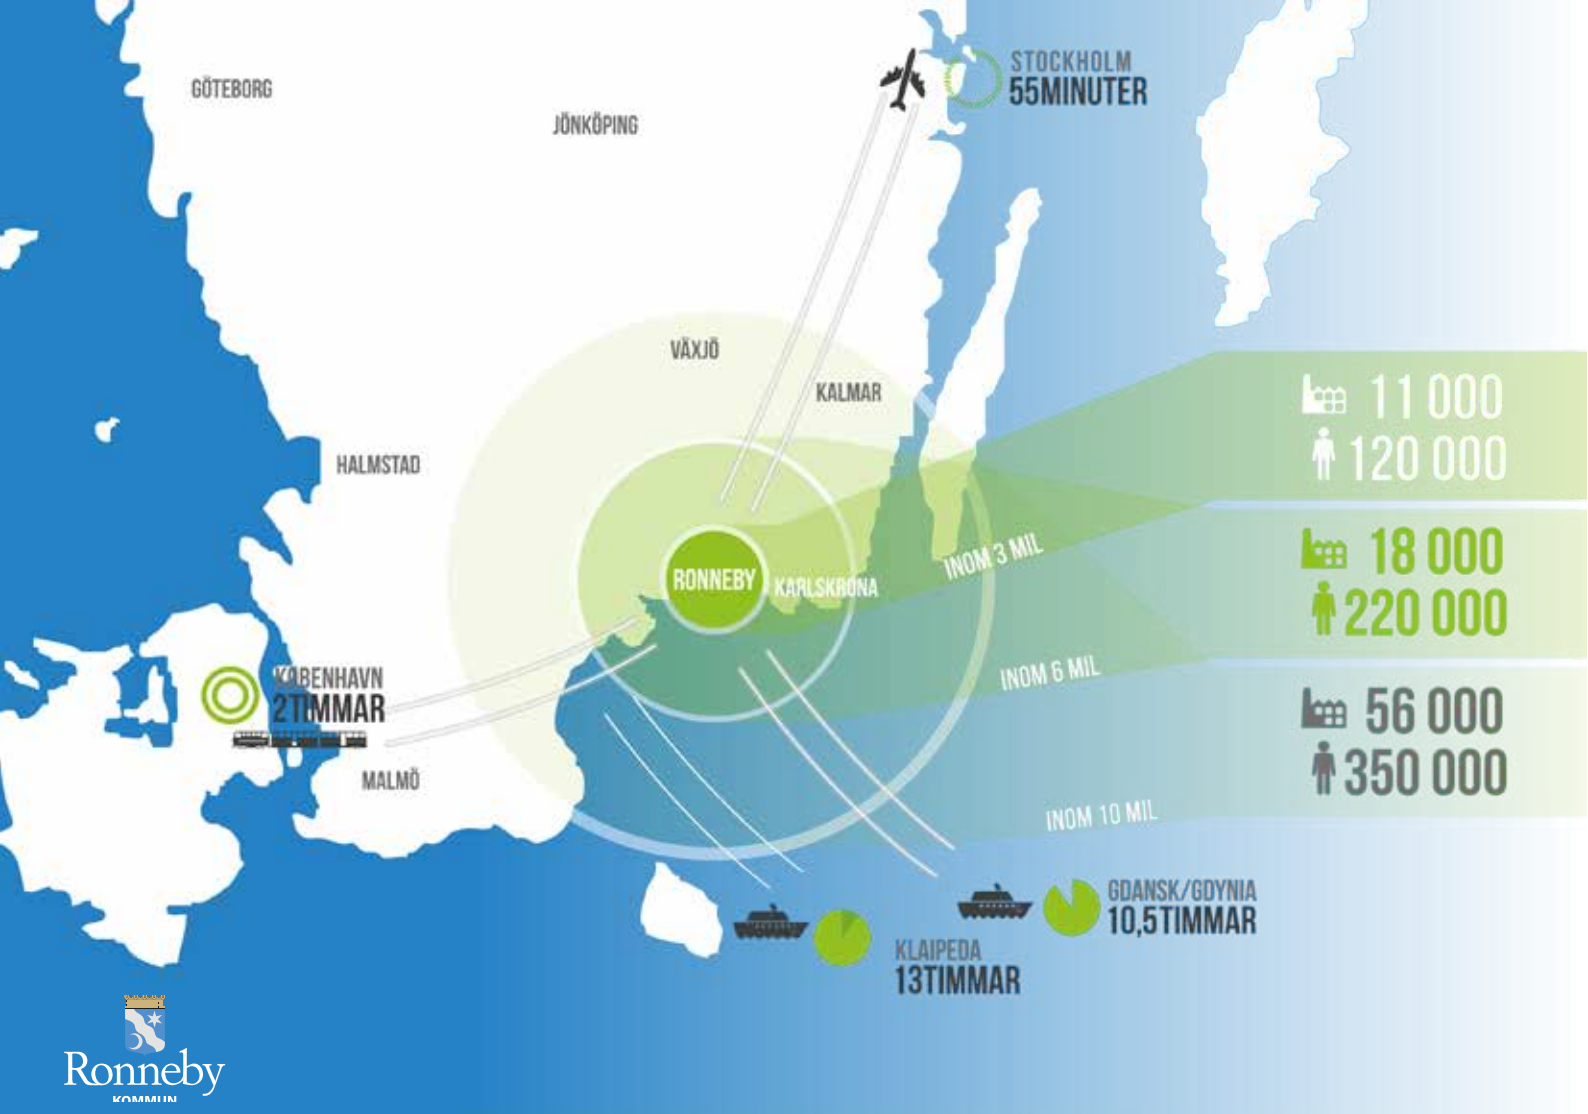 STOCKHOLM
55MINUTER
GÖTEBORG
JÖNKÖPING
VÄXJÖ
KALMAR
11 000
120 000
HALMSTAD
INOM 3 MIL
18 000
RONNEBY
KARLSKRONA
220 000
INOM 6 MIL
KØBENHAVN
2TIMMAR
56 000
350 000
MALMÖ
INOM 10 MIL
GDANSK/GDYNIA
10,5TIMMAR
KLAIPEDA
13TIMMAR
Ronneby
KOMMUN